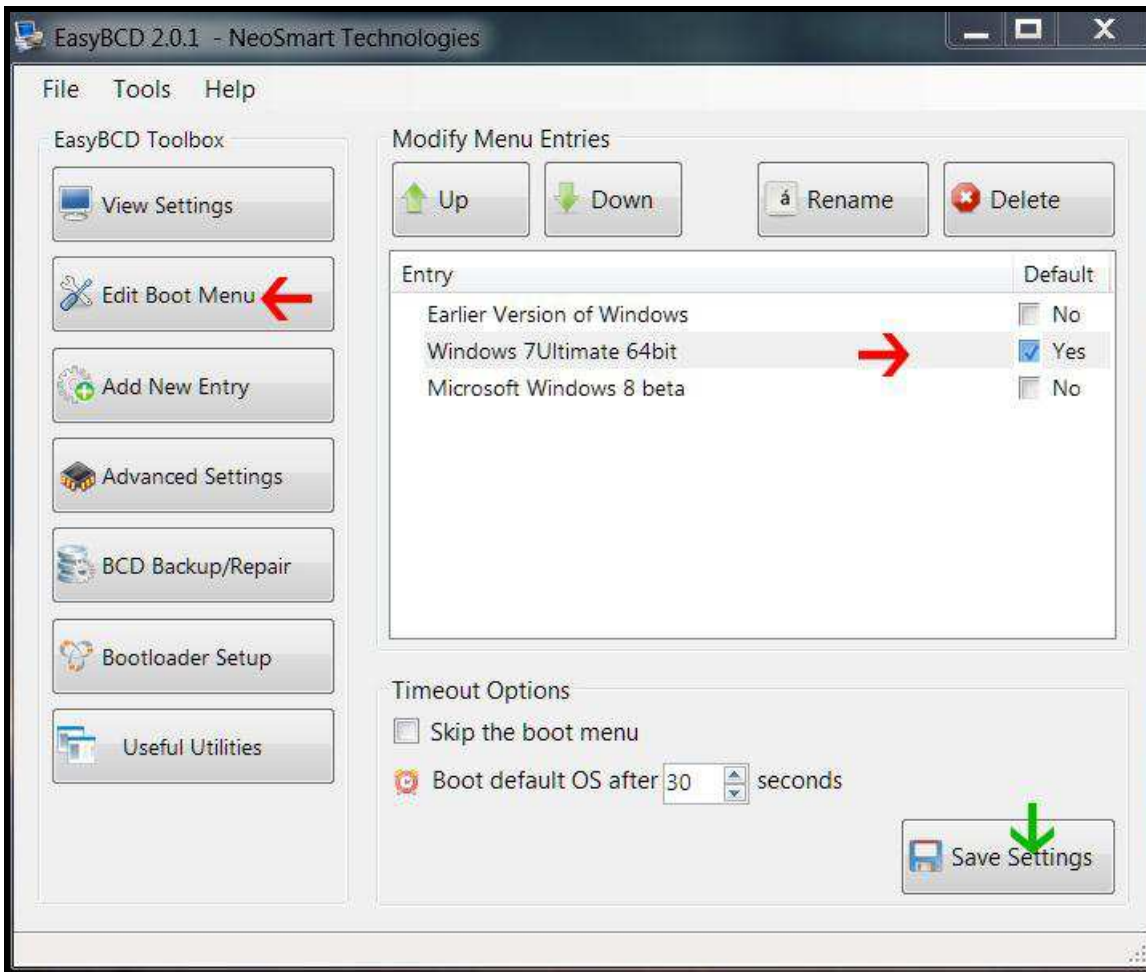 EasyBCD 2.0.1 - NeoSmart Technologies
File Tools Help
EasyBCD Toolbox
View Settings
Edit Boot Menu
Add New Entry
Advanced Settings
BCD Backup/Repair
Bootloader Setup
Useful Utilities
Modify Menu Entries
Up Down á Rename Delete
Entry Default
Earlier Version of Windows No
Windows 7Ultimate 64bit Yes
Microsoft Windows 8 beta No
Timeout Options
Skip the boot menu
Boot default OS after 30 seconds
Save Settings